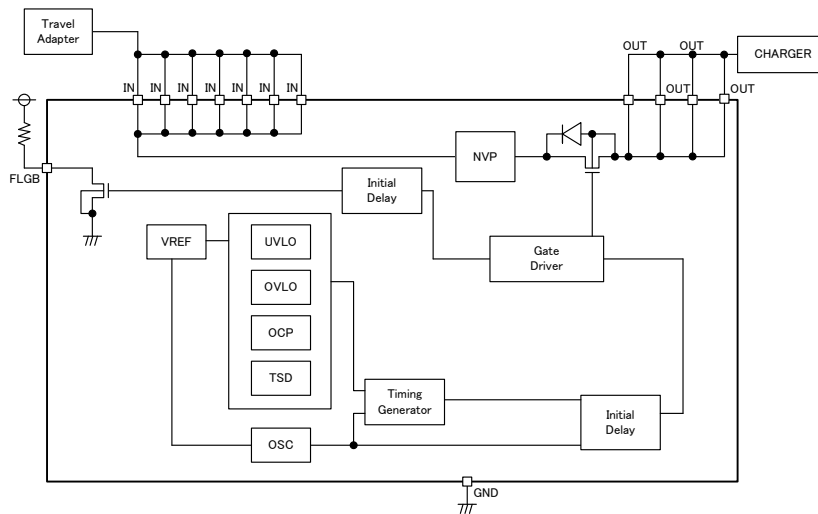 Travel
Adapter
OUT
OUT
CHARGER
IN
IN
IN
IN
IN
IN
IN
OUT
OUT
NVP
FLGB
Initial
Delay
VREF
UVLO
Gate
Driver
OVLO
OCP
TSD
Timing
Generator
Initial
Delay
OSC
GND